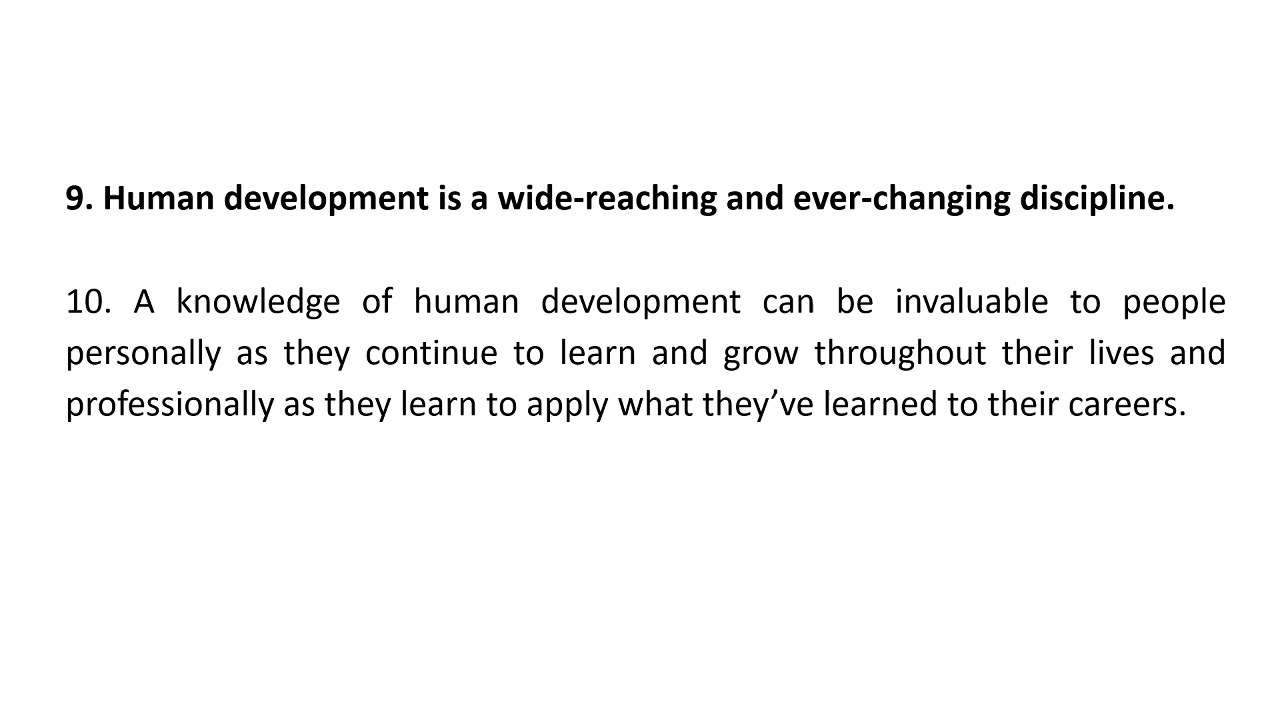 9. Human development is a wide-reaching and ever-changing discipline.
10. A knowledge of human development can be invaluable to people
personally as they continue to learn and grow throughout their lives and
professionally as they learn to apply what they’ve learned to their careers.